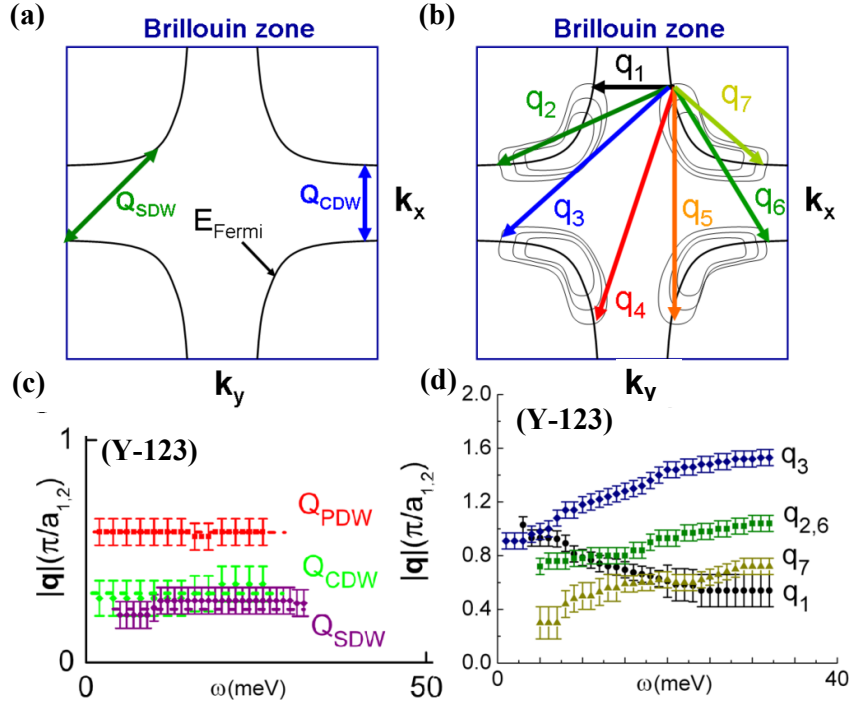 (a)
Brillouin zone
Q_SDW
Q_CDW
E_Fermi
k_x
k_y
(b)
Brillouin zone
q_1
q_2
q_7
q_3
q_4
q_5
q_6
k_x
k_y
(c)
(Y-123)
|q|(π/a_1,2)
1
0
Q_PDW
Q_CDW
Q_SDW
0
50
ω(meV)
(d)
(Y-123)
|q|(π/a_1,2)
2.0
1.6
1.2
0.8
0.4
0.0
q_3
q_2,6
q_7
q_1
0
20
40
ω(meV)